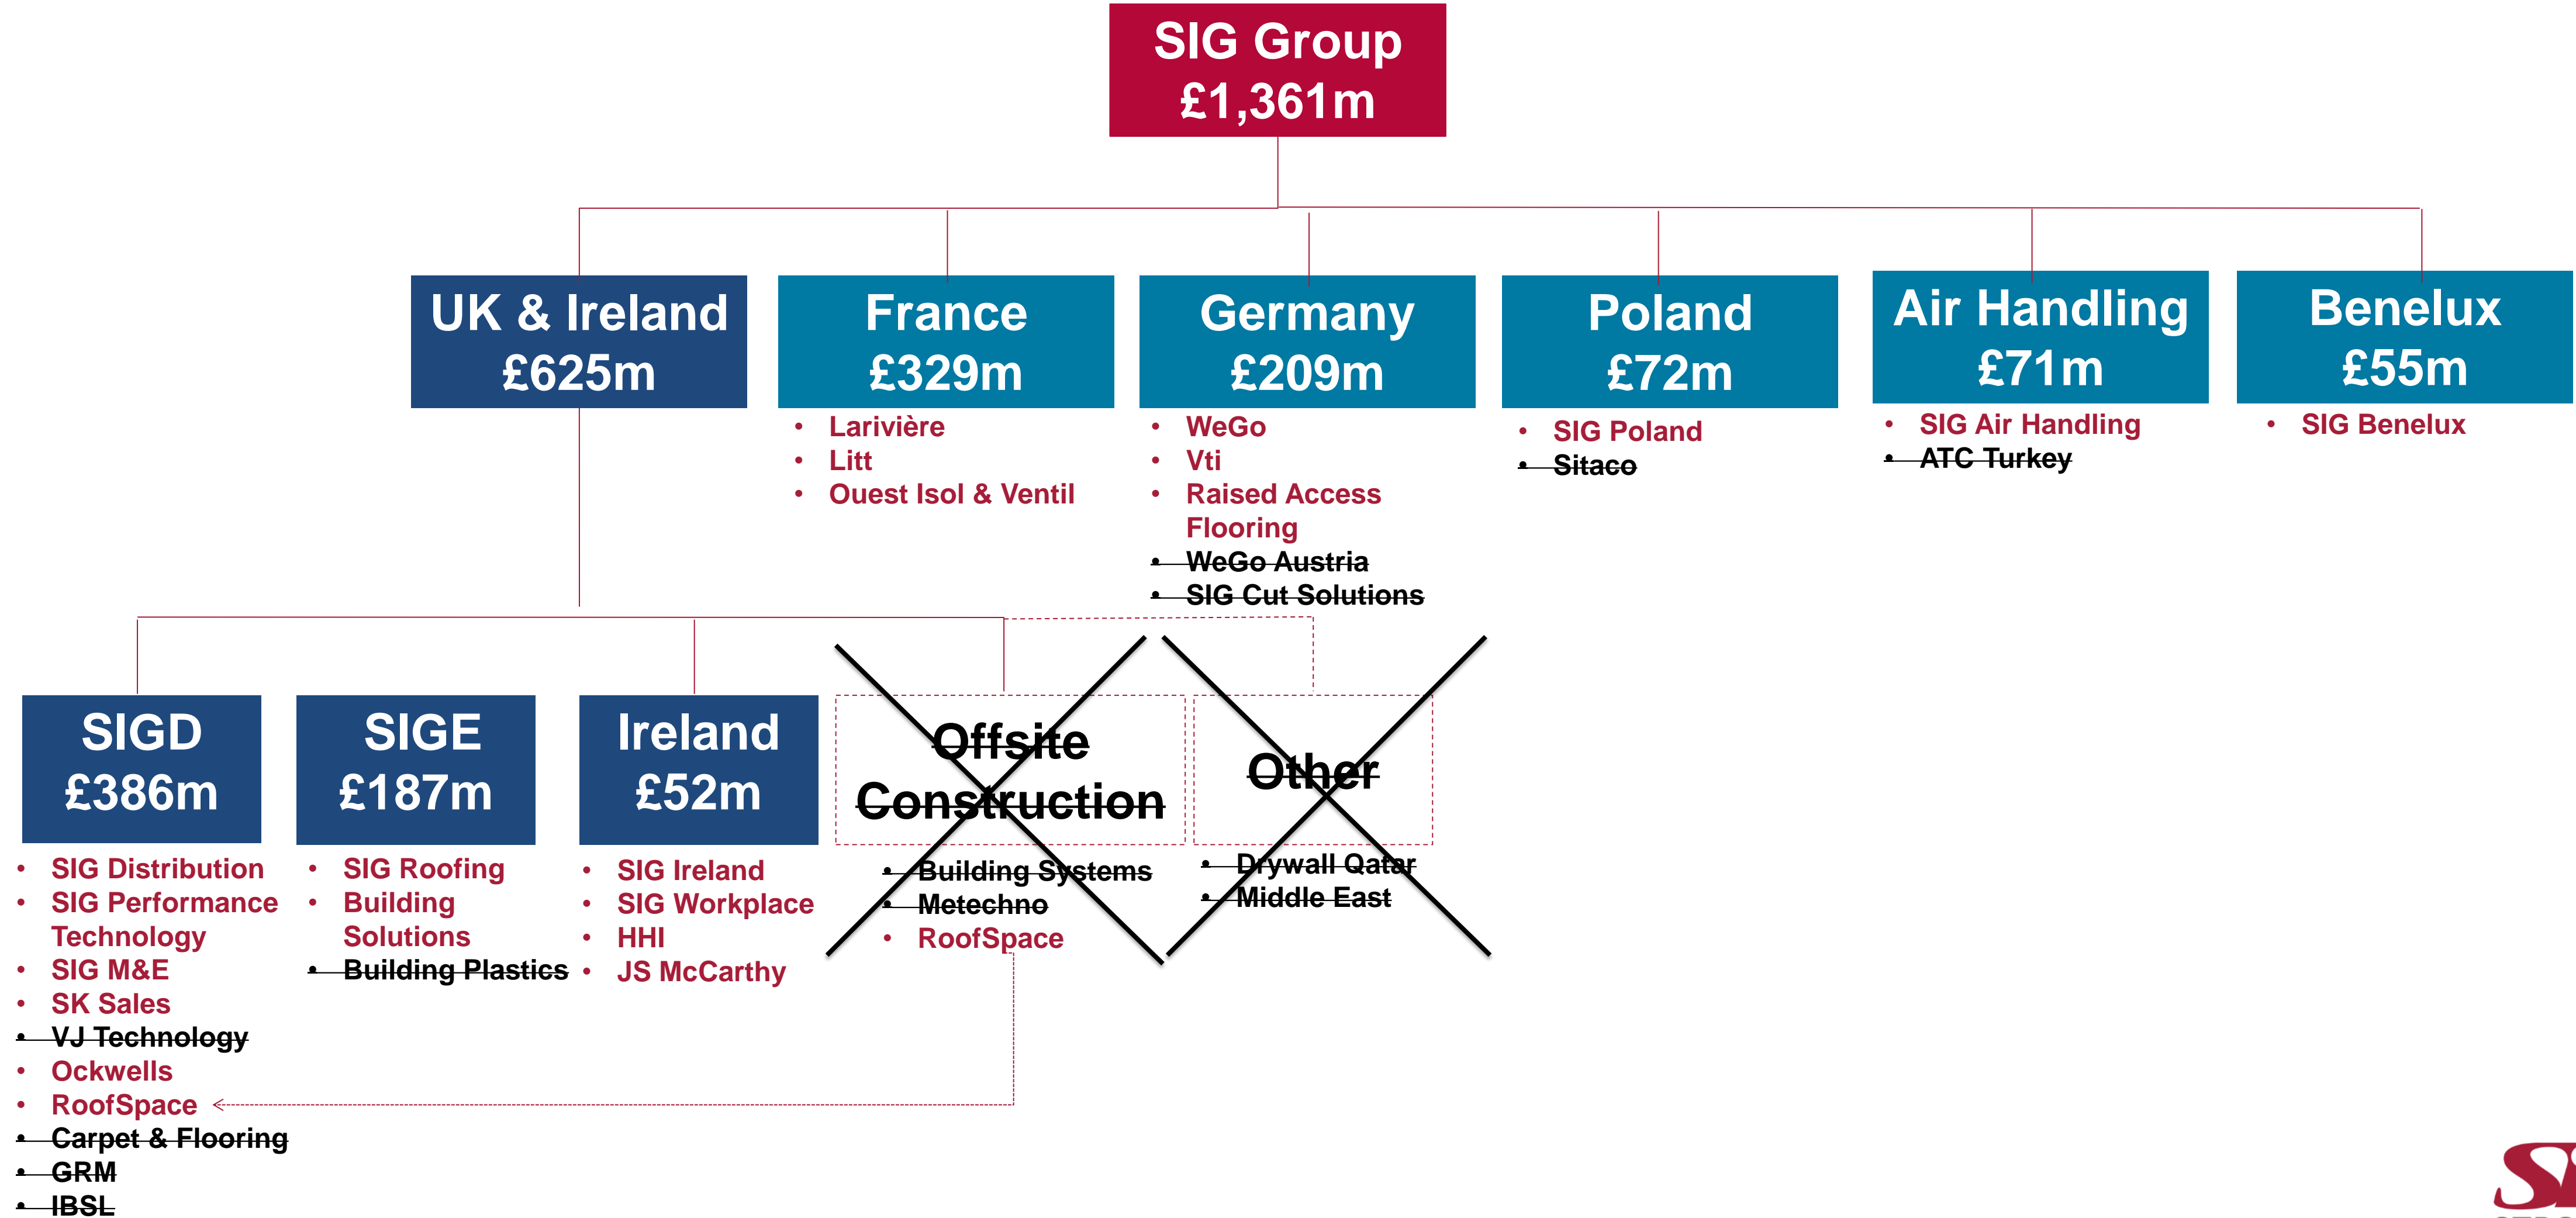 SIG Group
£1,361m
UK & Ireland
£625m
France
£329m
Germany
£209m
Poland
£72m
Air Handling
£71m
Benelux
£55m
• Larivière
• Litt
• Ouest Isol & Ventil
• WeGo
• Vti
• Raised Access
Flooring
• WeGo Austria
• SIG Cut Solutions
• SIG Poland
• Sitaco
• SIG Air Handling
• ATC Turkey
• SIG Benelux
SIGD
£386m
SIGE
£187m
Ireland
£52m
Offsite
Construction
Other
• SIG Distribution
• SIG Performance
Technology
• SIG M&E
• SK Sales
• VJ Technology
• Ockwells
• RoofSpace
• Carpet & Flooring
• GRM
• IBSL
• SIG Roofing
• Building
Solutions
• Building Plastics
• SIG Ireland
• SIG Workplace
• HHI
• JS McCarthy
• Building Systems
• Metechno
• RoofSpace
• Drywall Qatar
• Middle East